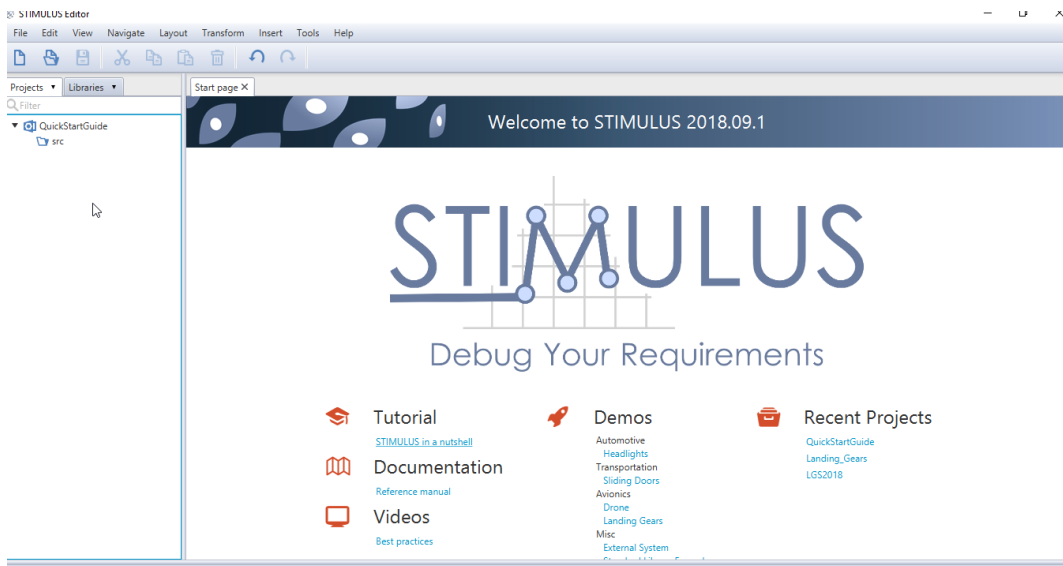 STIMULUS Editor
File Edit View Navigate Layout Transform Insert Tools Help
Projects Libraries
Start page
Filter
QuickStartGuide
src
Welcome to STIMULUS 2018.09.1
STIMULUS
Debug Your Requirements
Tutorial
STIMULUS in a nutshell
Documentation
Reference manual
Videos
Best practices
Demos
Automotive
Headlights
Transportation
Sliding Doors
Avionics
Drone
Landing Gears
Misc
External System
Recent Projects
QuickStartGuide
Landing_Gears
LGS2018